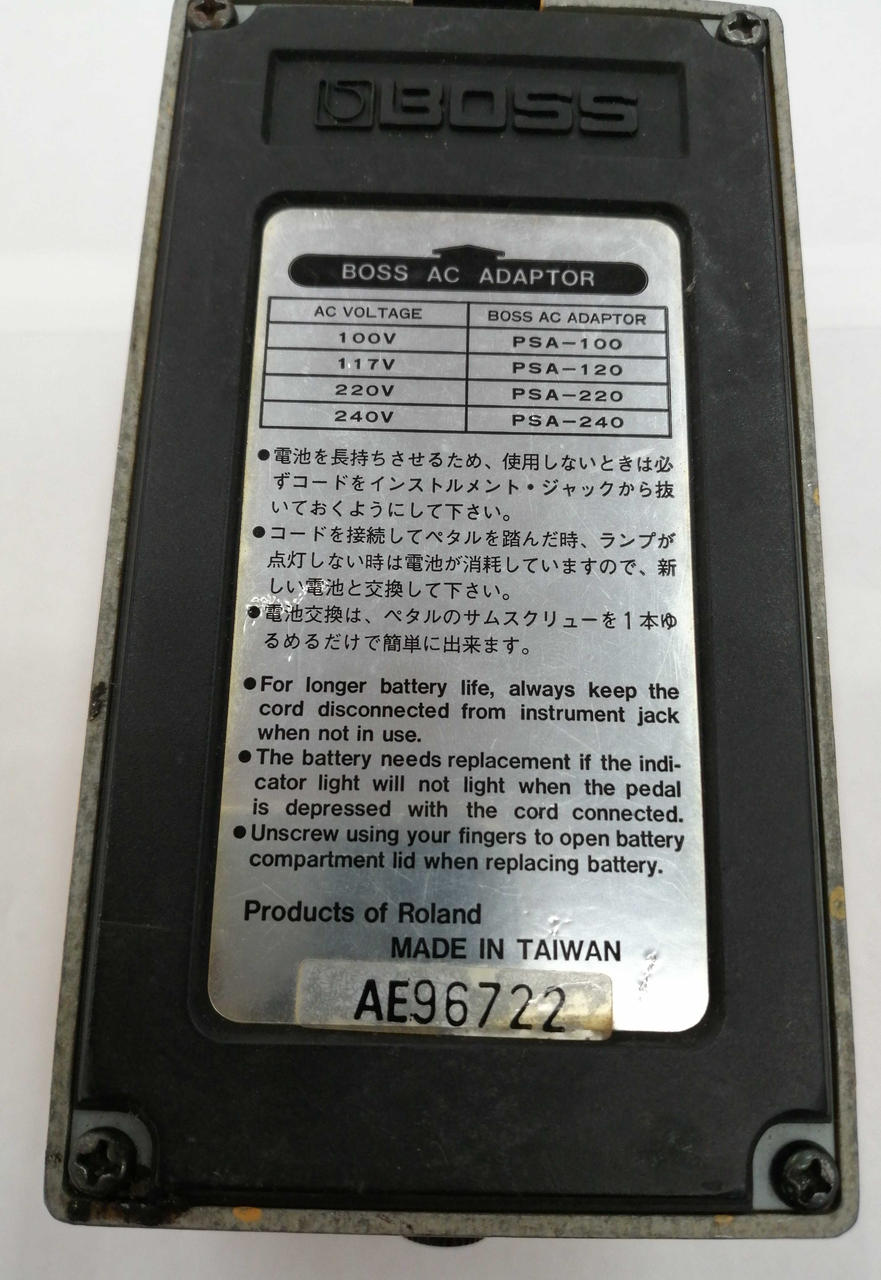 BOSS
BOSS AC ADAPTOR
AC VOLTAGE BOSS AC ADAPTOR
100V PSA-100
117V PSA-120
220V PSA-220
240V PSA-240
●電池を長持ちさせるため、使用しないときは必
ずコードをインストルメント・ジャックから抜
いておくようにして下さい。
●コードを接続してペタルを踏んだ時、ランプが
点灯しない時は電池が消耗していますので、新
しい電池と交換して下さい。
●電池交換は、ペタルのサムスクリューを1本ゆ
るめるだけで簡単に出来ます。
●For longer battery life, always keep the
cord disconnected from instrument jack
when not in use.
●The battery needs replacement if the indi-
cator light will not light when the pedal
is depressed with the cord connected.
●Unscrew using your fingers to open battery
compartment lid when replacing battery.
Products of Roland
MADE IN TAIWAN
AE96722